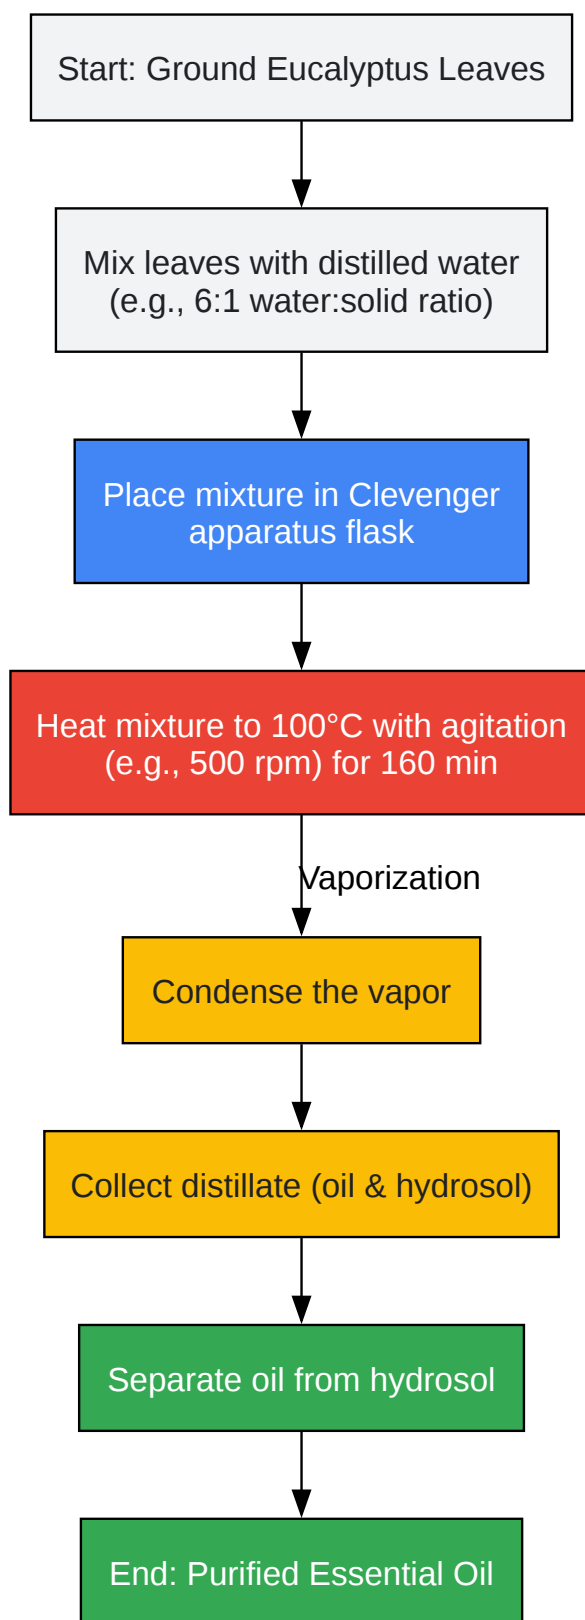 Start: Ground Eucalyptus Leaves
Mix leaves with distilled water
(e.g., 6:1 water:solid ratio)
Place mixture in Clevenger
apparatus flask
Heat mixture to 100°C with agitation
(e.g., 500 rpm) for 160 min
Vaporization
Condense the vapor
Collect distillate (oil & hydrosol)
Separate oil from hydrosol
End: Purified Essential Oil